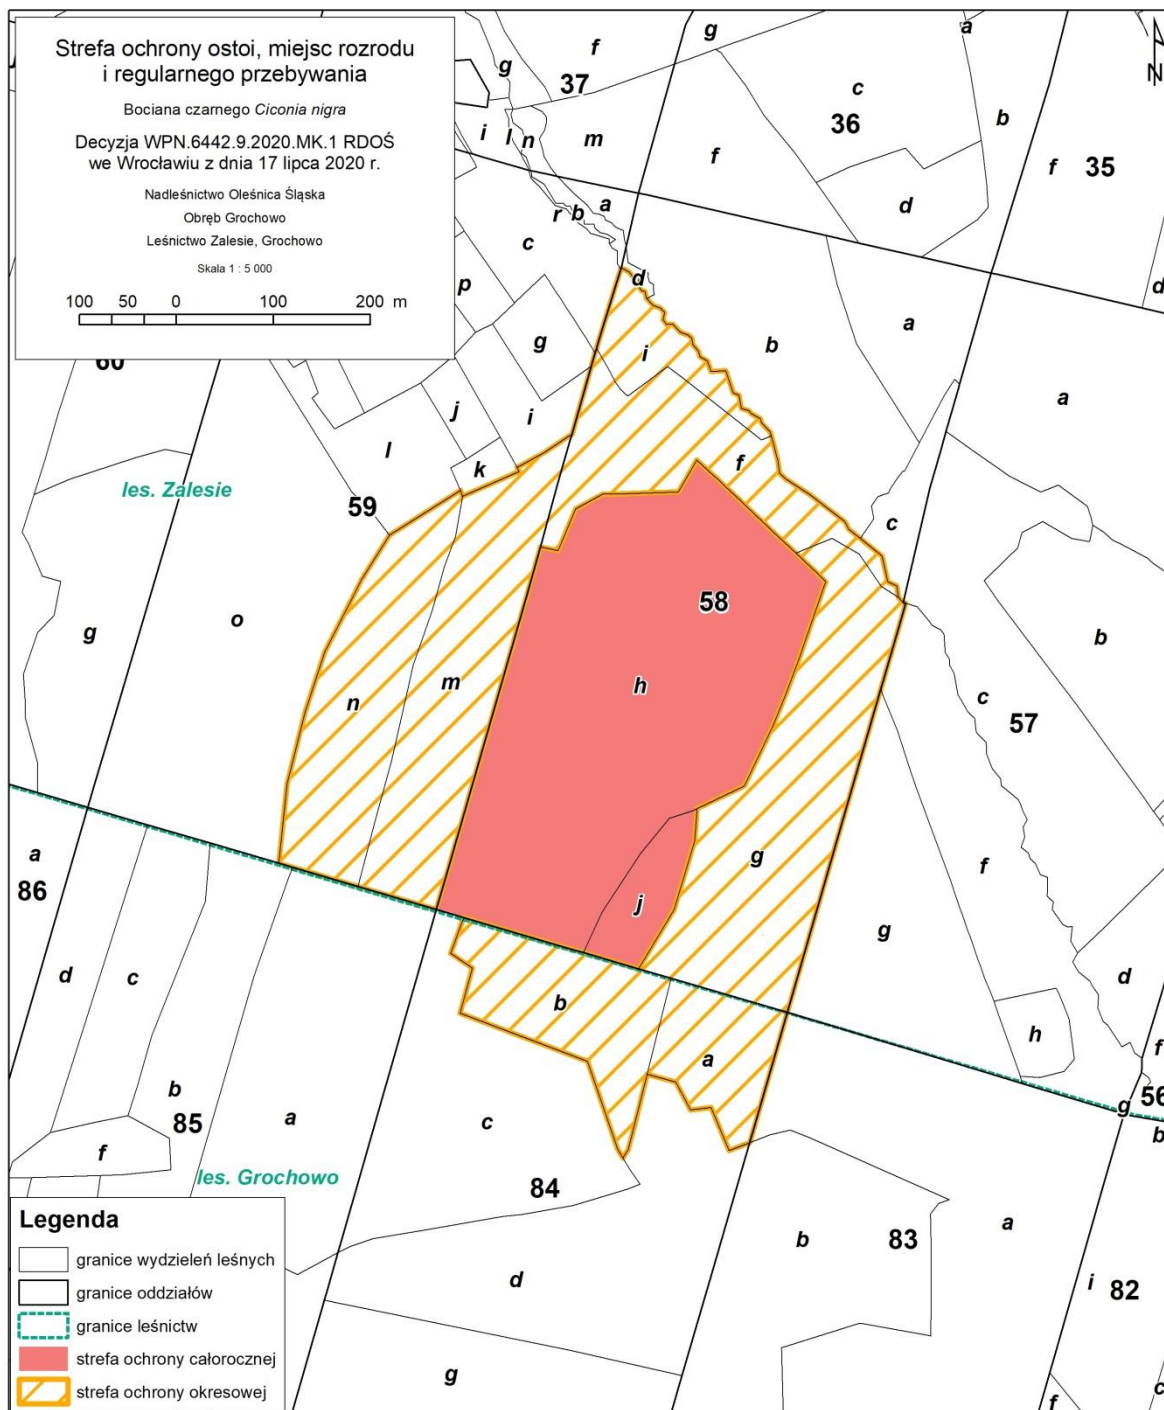 Strefa ochrony ostoi, miejsc rozrodu
i regularnego przebywania
Bociana czarnego Ciconia nigra
Decyzja WPN.6442.9.2020.MK.1 RDOŚ
we Wrocławiu z dnia 17 lipca 2020 r.
Nadleśnictwo Oleśnica Śląska
Obręb Grochowo
Leśnictwo Zalesie, Grochowo
Skala 1 : 5 000
100 50 0 100 200 m
N
g
f
g
a
37
c
36
b
i
l
n
m
f
f
35
d
r
b
a
c
d
d
p
i
b
a
g
60
j
i
a
l
k
f
les. Zalesie
59
c
58
g
o
b
h
m
n
c
57
a
g
f
86
j
g
d
c
b
d
h
a
f
56
g
b
b
85
a
c
f
les. Grochowo
84
a
b
83
d
i
82
g
f
c
Legenda
granice wydzieleń leśnych
granice oddziałów
granice leśnictw
strefa ochrony całorocznej
strefa ochrony okresowej